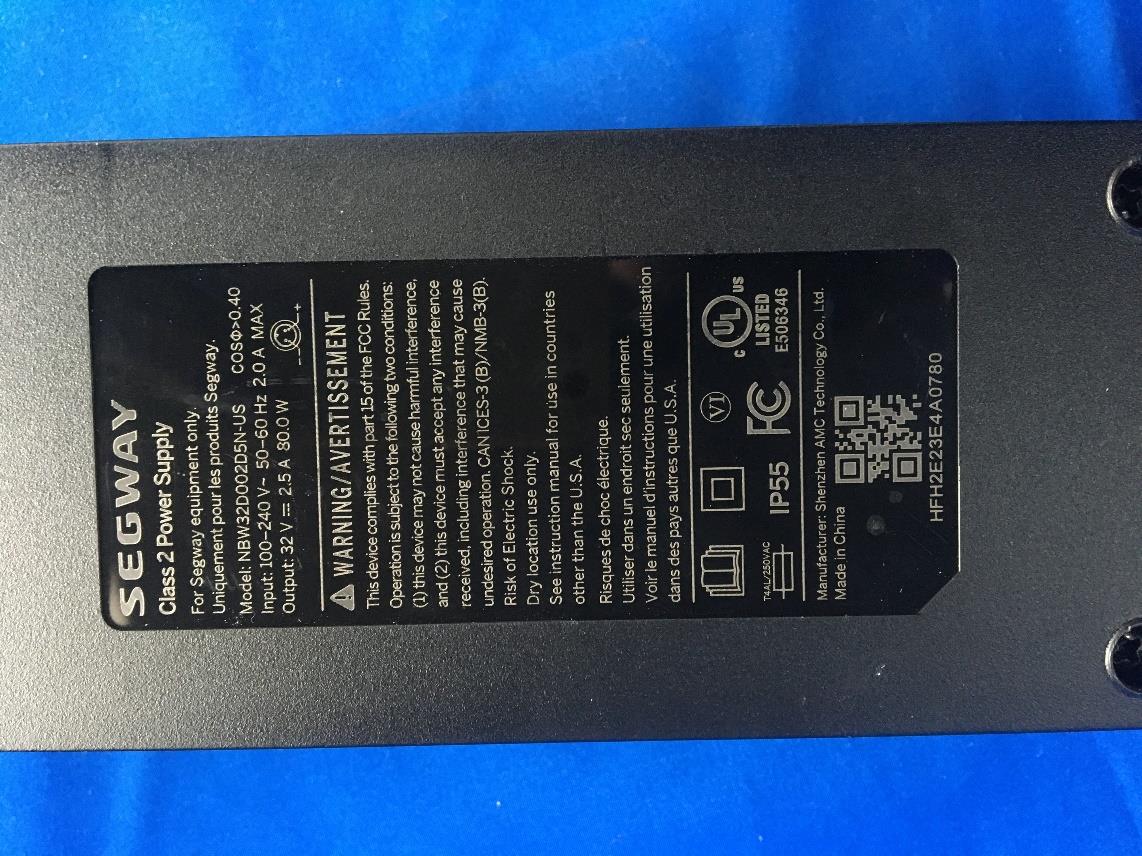 SEGWAY
Class 2 Power Supply
For Segway equipment only.
Uniquement pour les produits Segway.
Model: NBW32D002D5N-US COSΦ>0.40
Input: 100-240 V~ 50-60 Hz 2.0 A MAX
Output: 32 V⎓ 2.5 A 80.0 W
WARNING/AVERTISSEMENT
This device complies with part 15 of the FCC Rules.
Operation is subject to the following two conditions:
(1) this device may not cause harmful interference,
and (2) this device must accept any interference
received, including interference that may cause
undesired operation. CAN ICES-3 (B)/NMB-3(B).
Risk of Electric Shock.
Dry location use only.
See instruction manual for use in countries
other than the U.S.A.
Risques de choc électrique.
Utiliser dans un endroit sec seulement.
Voir le manuel d'instructions pour une utilisation
dans des pays autres que U.S.A.
VI
C UL US
LISTED
E506346
T4AL/250VAC
IP55
FC
Manufacturer: Shenzhen AMC Technology Co., Ltd.
Made in China
HFH2E23E4A0780